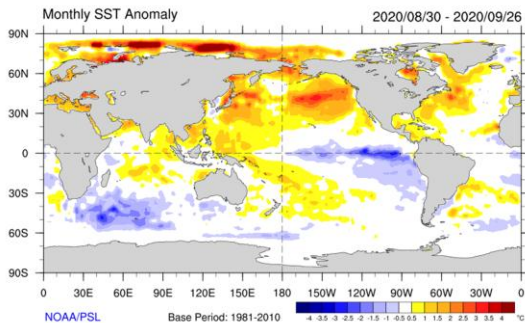 Monthly SST Anomaly 2020/08/30 - 2020/09/26
90N
60N
30N
0
30S
60S
90S
0 30E 60E 90E 120E 150E 180 150W 120W 90W 60W 30W 0
NOAA/PSL Base Period: 1981-2010
-4 -3.5 -3 -2.5 -2 -1.5 -1 -0.5 0.5 1 1.5 2 2.5 3 3.5 4 °C